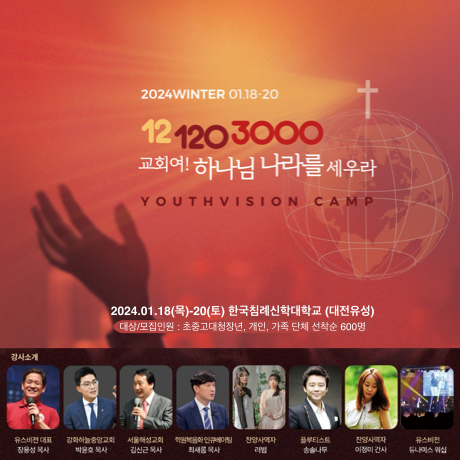 2024WINTER 01.18-20
12 120 3000
교회여! 하나님 나라를 세우라
YOUTHVISION CAMP
2024.01.18(목)-20(토) 한국침례신학대학교 (대전유성)
대상/모집인원 : 초중고대청장년, 개인, 가족 단체 선착순 600명
강사소개
유스비전 대표 강화하늘중앙교회 서울해성교회 학원복음화인큐베이팅 찬양사역자 플루티스트 찬양사역자 유스비전
장용성 목사 박윤호 목사 김신근 목사 최새롬 목사 러빔 송솔나무 이정미 간사 듀나미스 워십